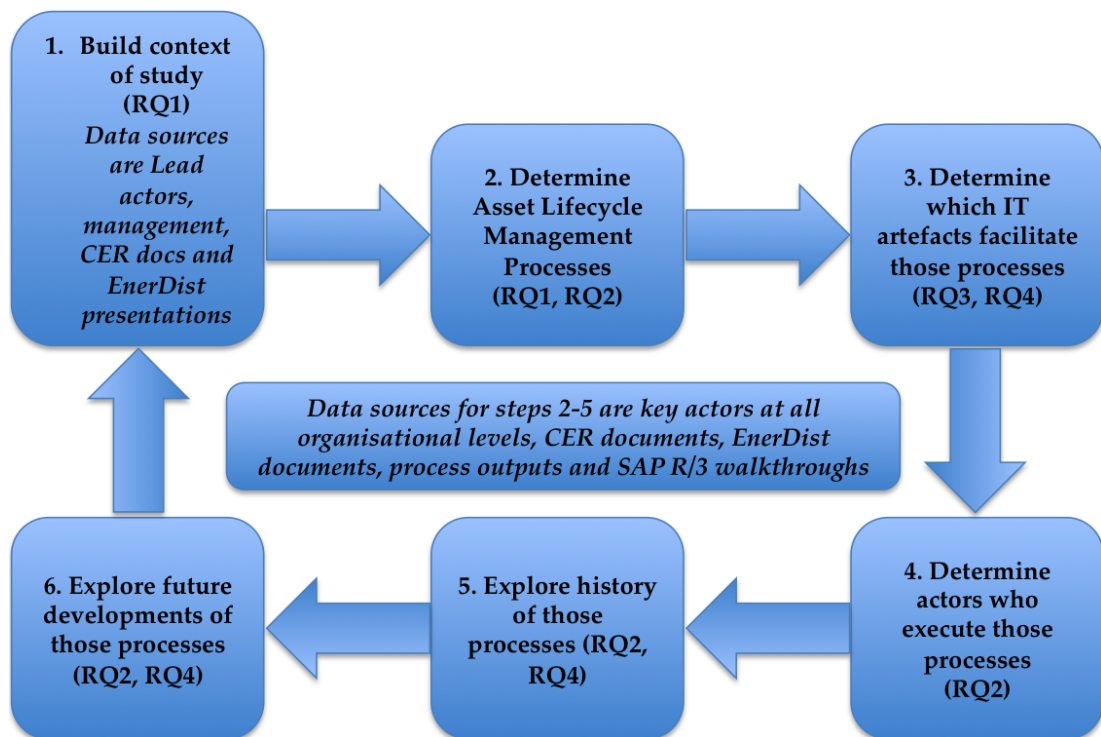 1. Build context
of study
(RQ1)
Data sources
are Lead
actors,
management,
CER docs and
EnerDist
presentations
2. Determine
Asset Lifecycle
Management
Processes
(RQ1, RQ2)
3. Determine
which IT
artefacts facilitate
those processes
(RQ3, RQ4)
Data sources for steps 2-5 are key actors at all
organisational levels, CER documents, EnerDist
documents, process outputs and SAP R/3 walkthroughs
4. Determine
actors who
execute those
processes
(RQ2)
5. Explore history
of those
processes (RQ2,
RQ4)
6. Explore future
developments of
those processes
(RQ2, RQ4)